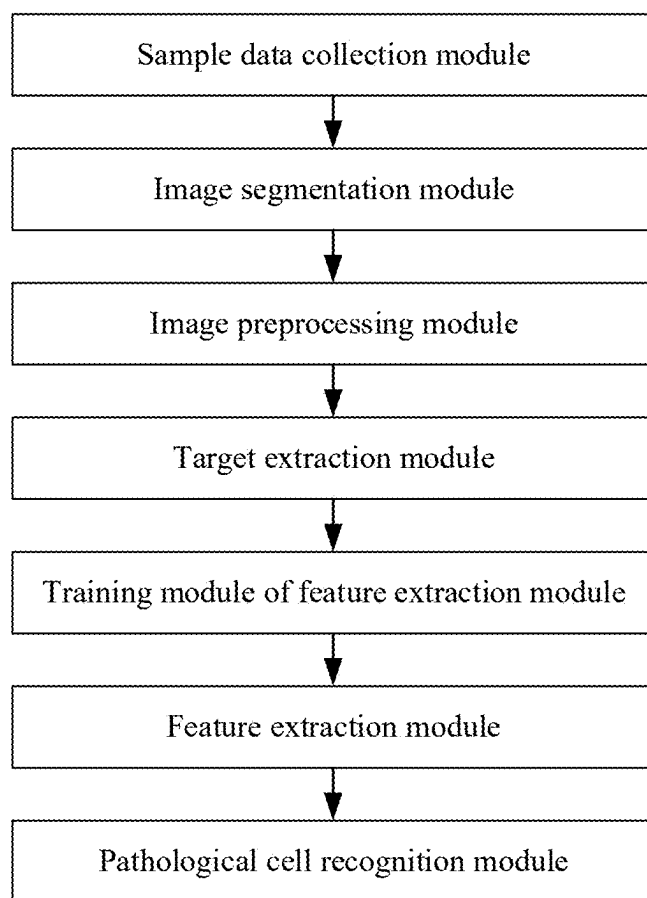 Sample data collection module
Image segmentation module
Image preprocessing module
Target extraction module
Training module of feature extraction module
Feature extraction module
Pathological cell recognition module